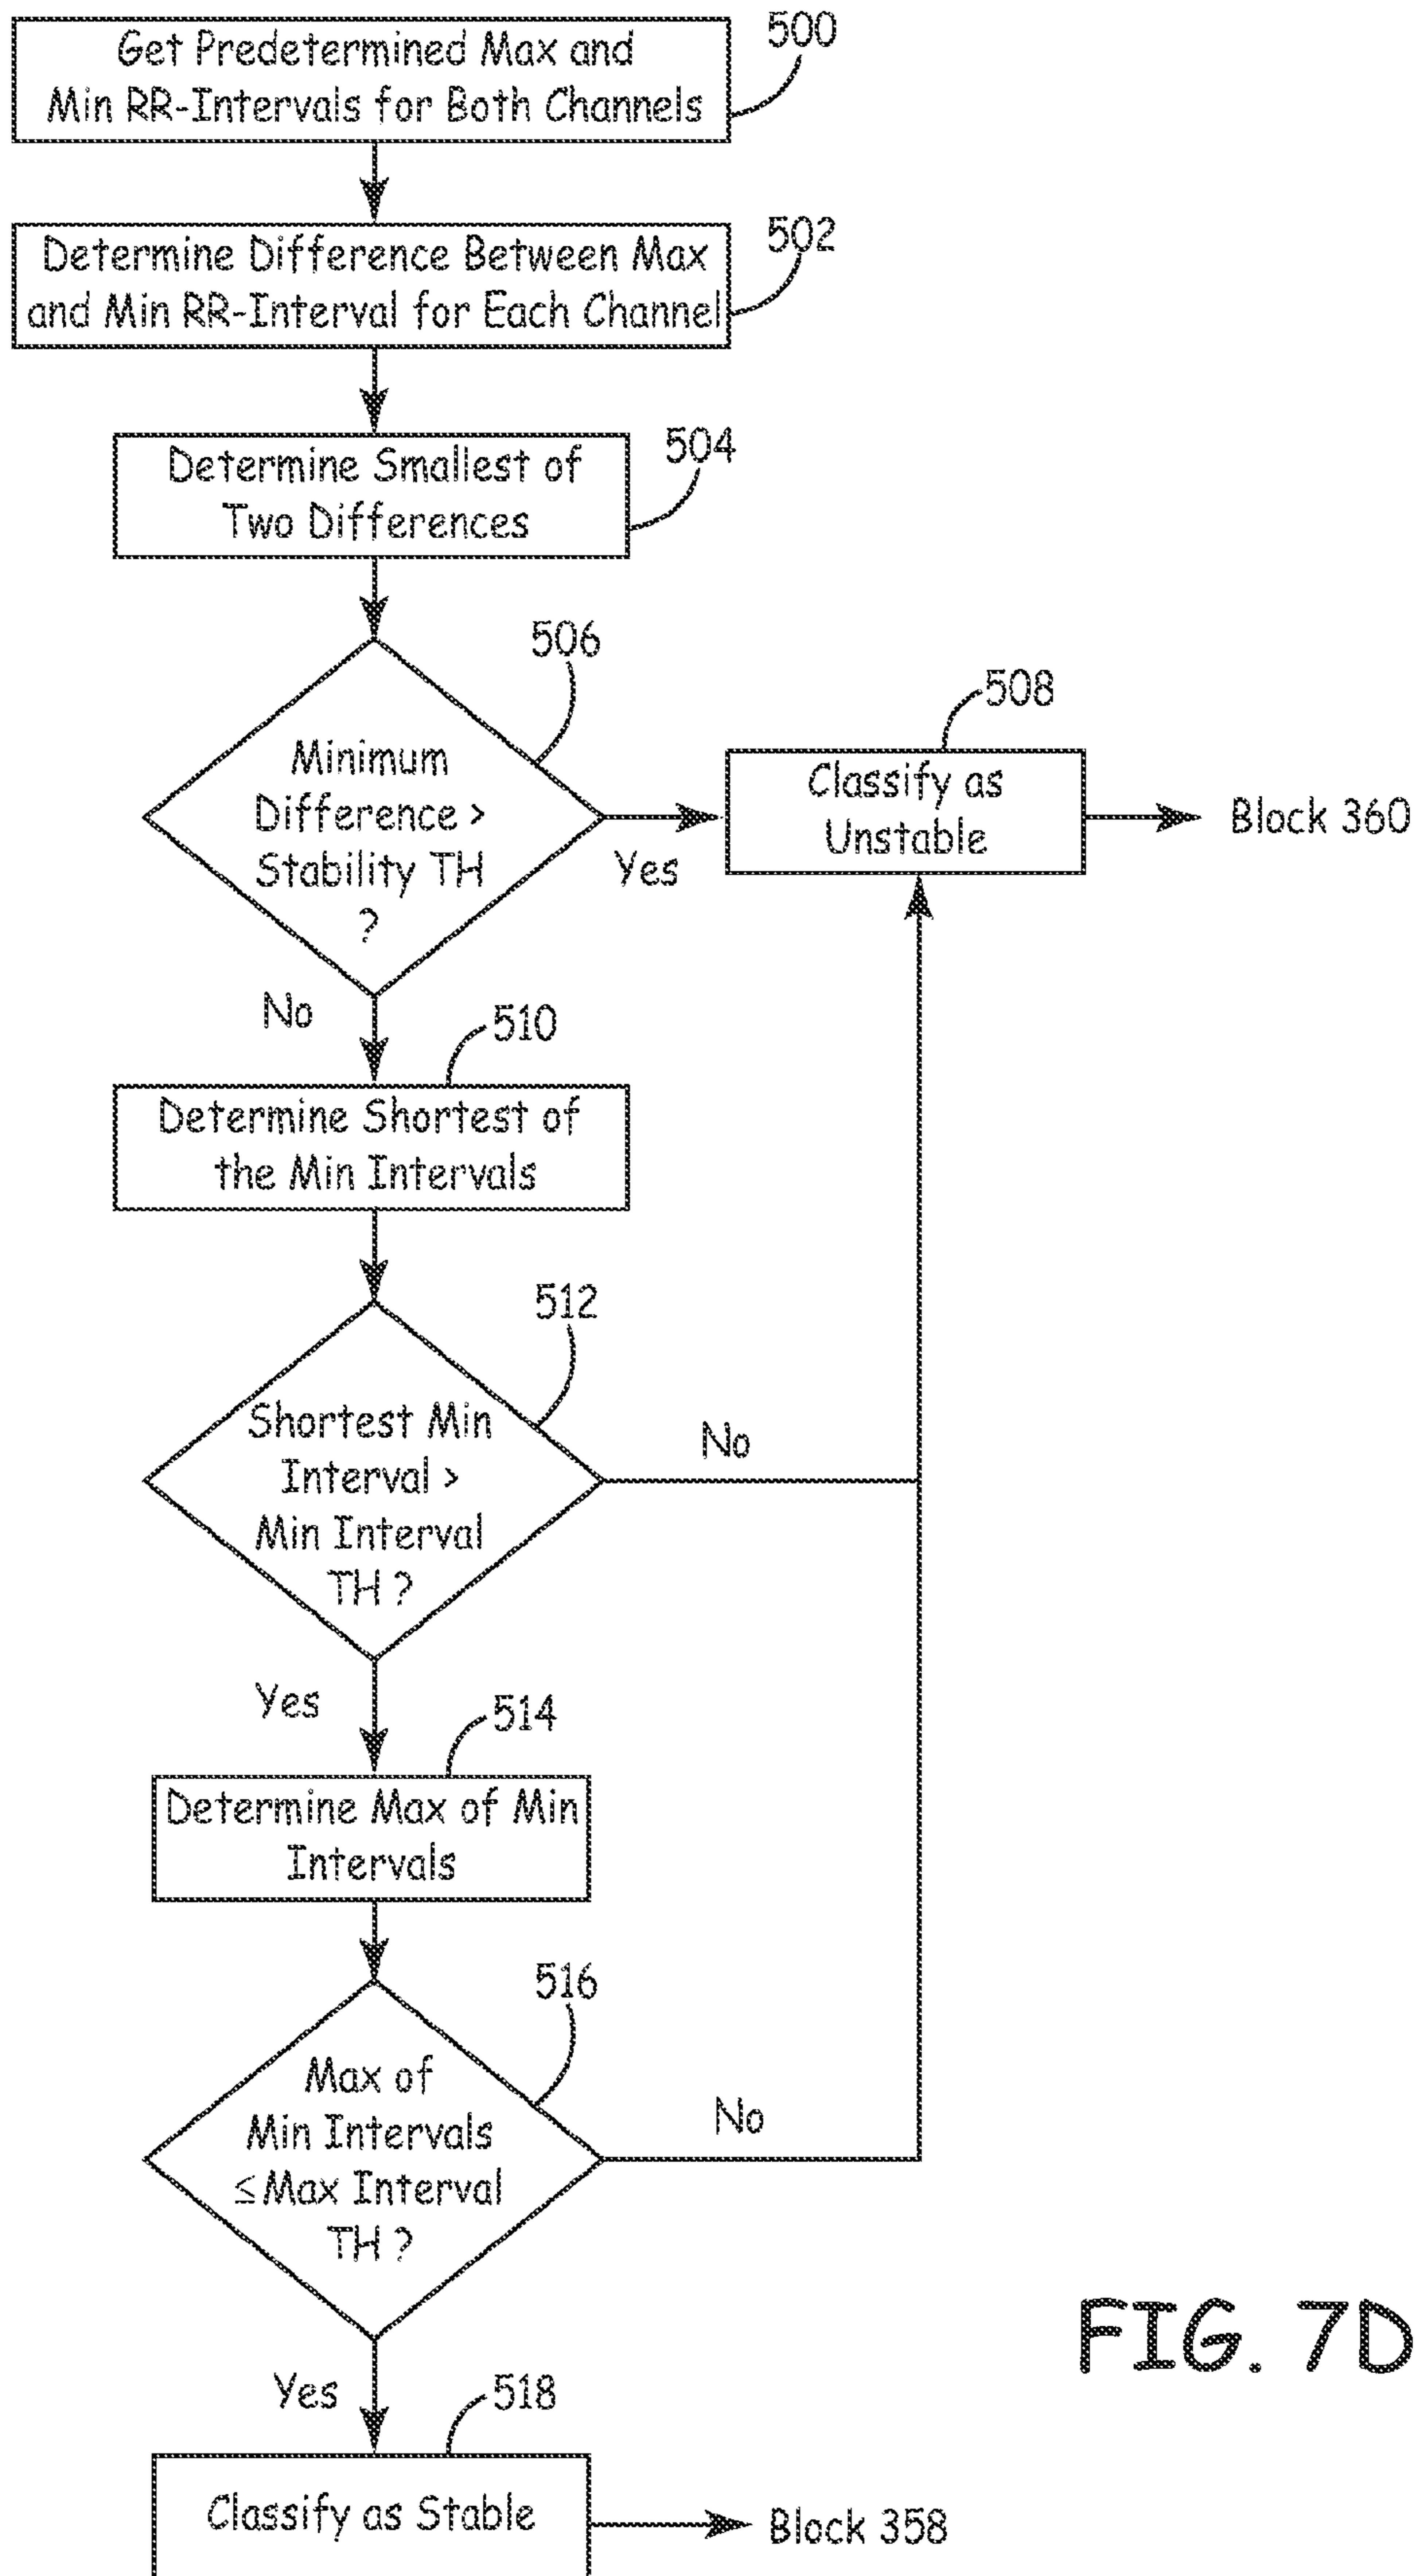 500
Get Predetermined Max and
Min RR-Intervals for Both Channels
502
Determine Difference Between Max
and Min RR-Interval for Each Channel
504
Determine Smallest of
Two Differences
506
Minimum
Difference >
Stability TH
?
Yes
508
Classify as
Unstable
Block 360
No
510
Determine Shortest of
the Min Intervals
512
Shortest Min
Interval >
Min Interval
TH ?
No
Yes
514
Determine Max of Min
Intervals
516
Max of
Min Intervals
≤ Max Interval
TH ?
No
Yes
518
Classify as Stable
Block 358
FIG. 7D